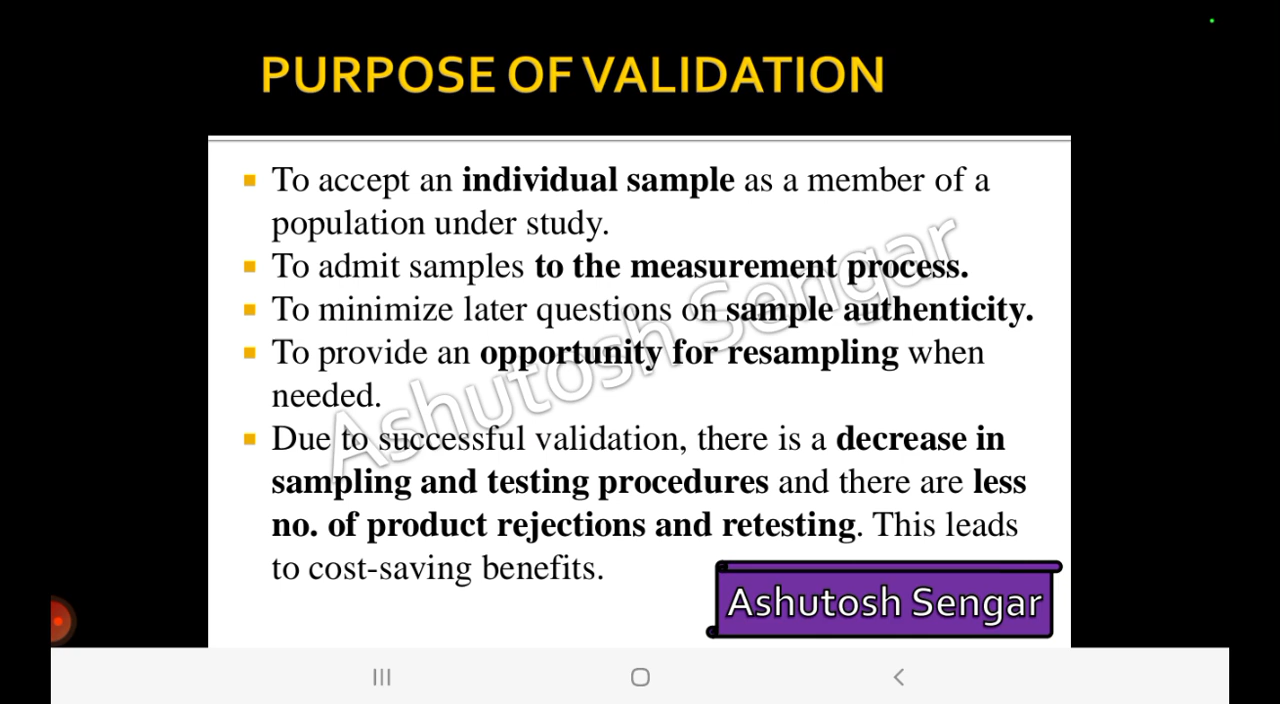 PURPOSE OF VALIDATION
To accept an individual sample as a member of a
population under study.
To admit samples to the measurement process.
To minimize later questions on sample authenticity.
To provide an opportunity for resampling when
needed.
Due to successful validation, there is a decrease in
sampling and testing procedures and there are less
no. of product rejections and retesting. This leads
to cost-saving benefits.
Ashutosh Sengar
Ashutosh Sengar